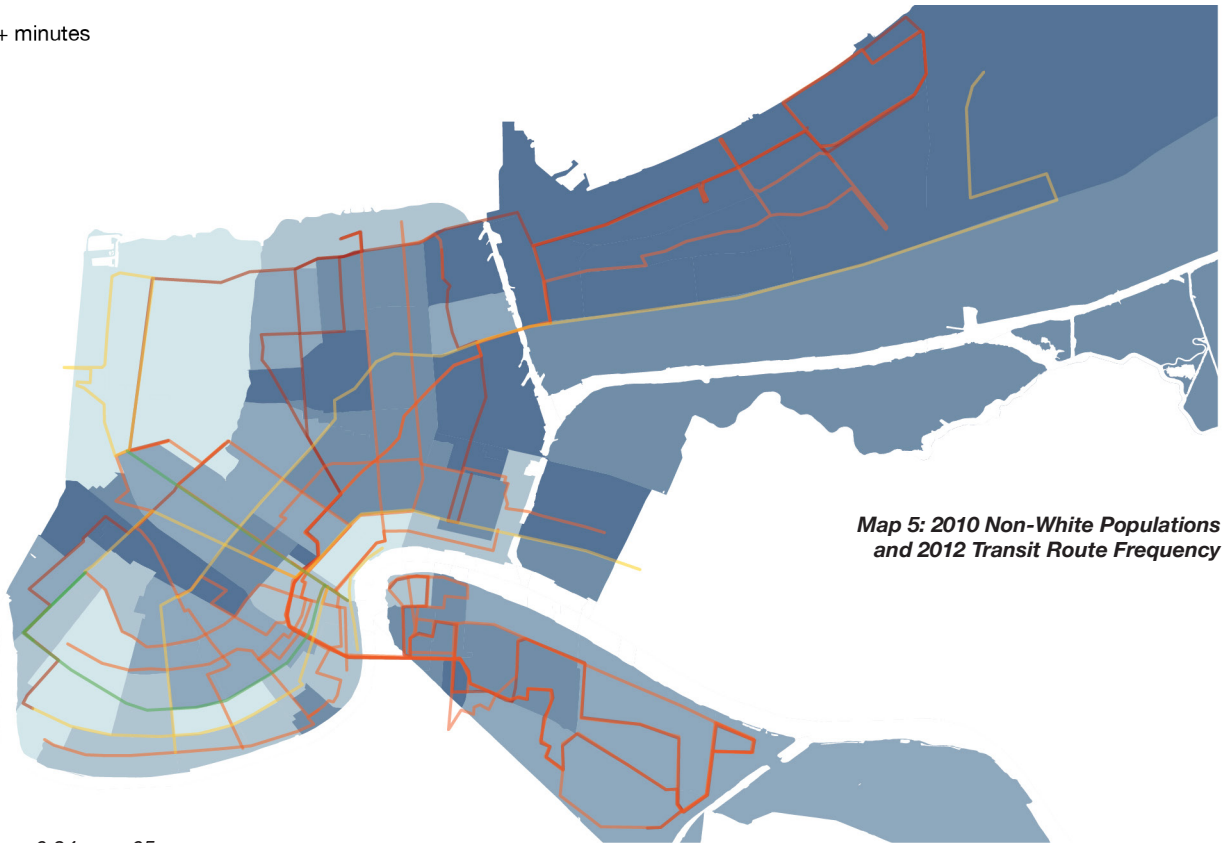 + minutes
Map 5: 2010 Non-White Populations
and 2012 Transit Route Frequency